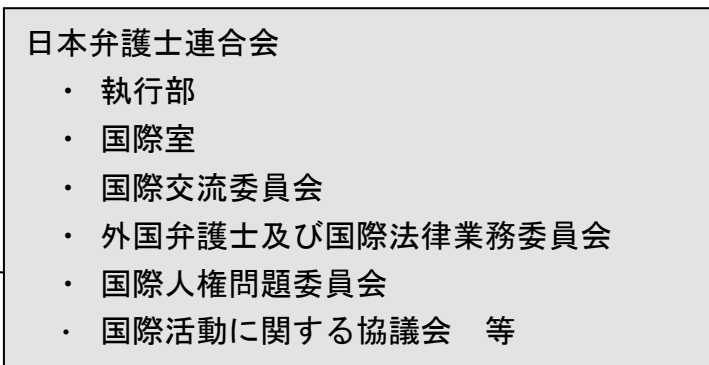 日本弁護士連合会
・ 執行部
・ 国際室
・ 国際交流委員会
・ 外国弁護士及び国際法律業務委員会
・ 国際人権問題委員会
・ 国際活動に関する協議会　等